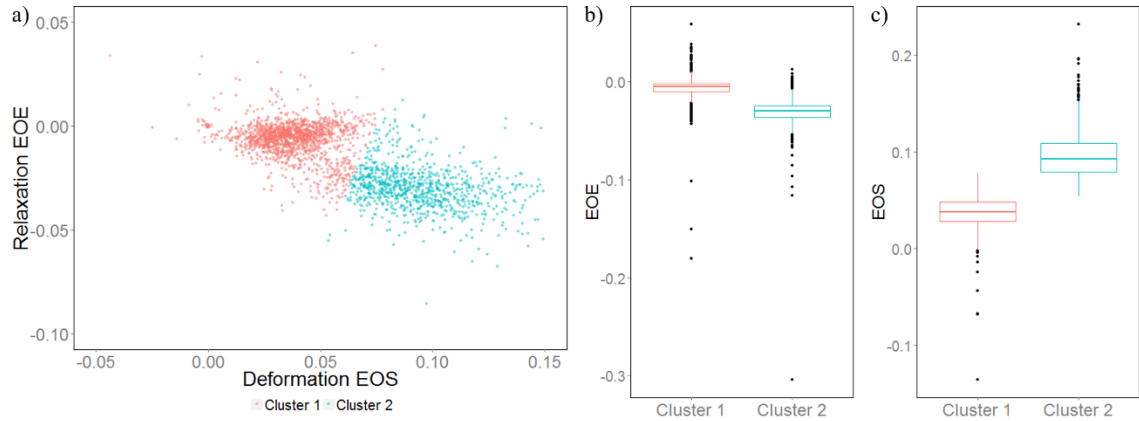 a)
Relaxation EOE
0.05
0.00
-0.05
-0.10
-0.05 0.00 0.05 0.10 0.15
Deformation EOS
Cluster 1 Cluster 2
b)
EOE
0.0
-0.1
-0.2
-0.3
Cluster 1 Cluster 2
c)
EOS
0.2
0.1
0.0
-0.1
Cluster 1 Cluster 2